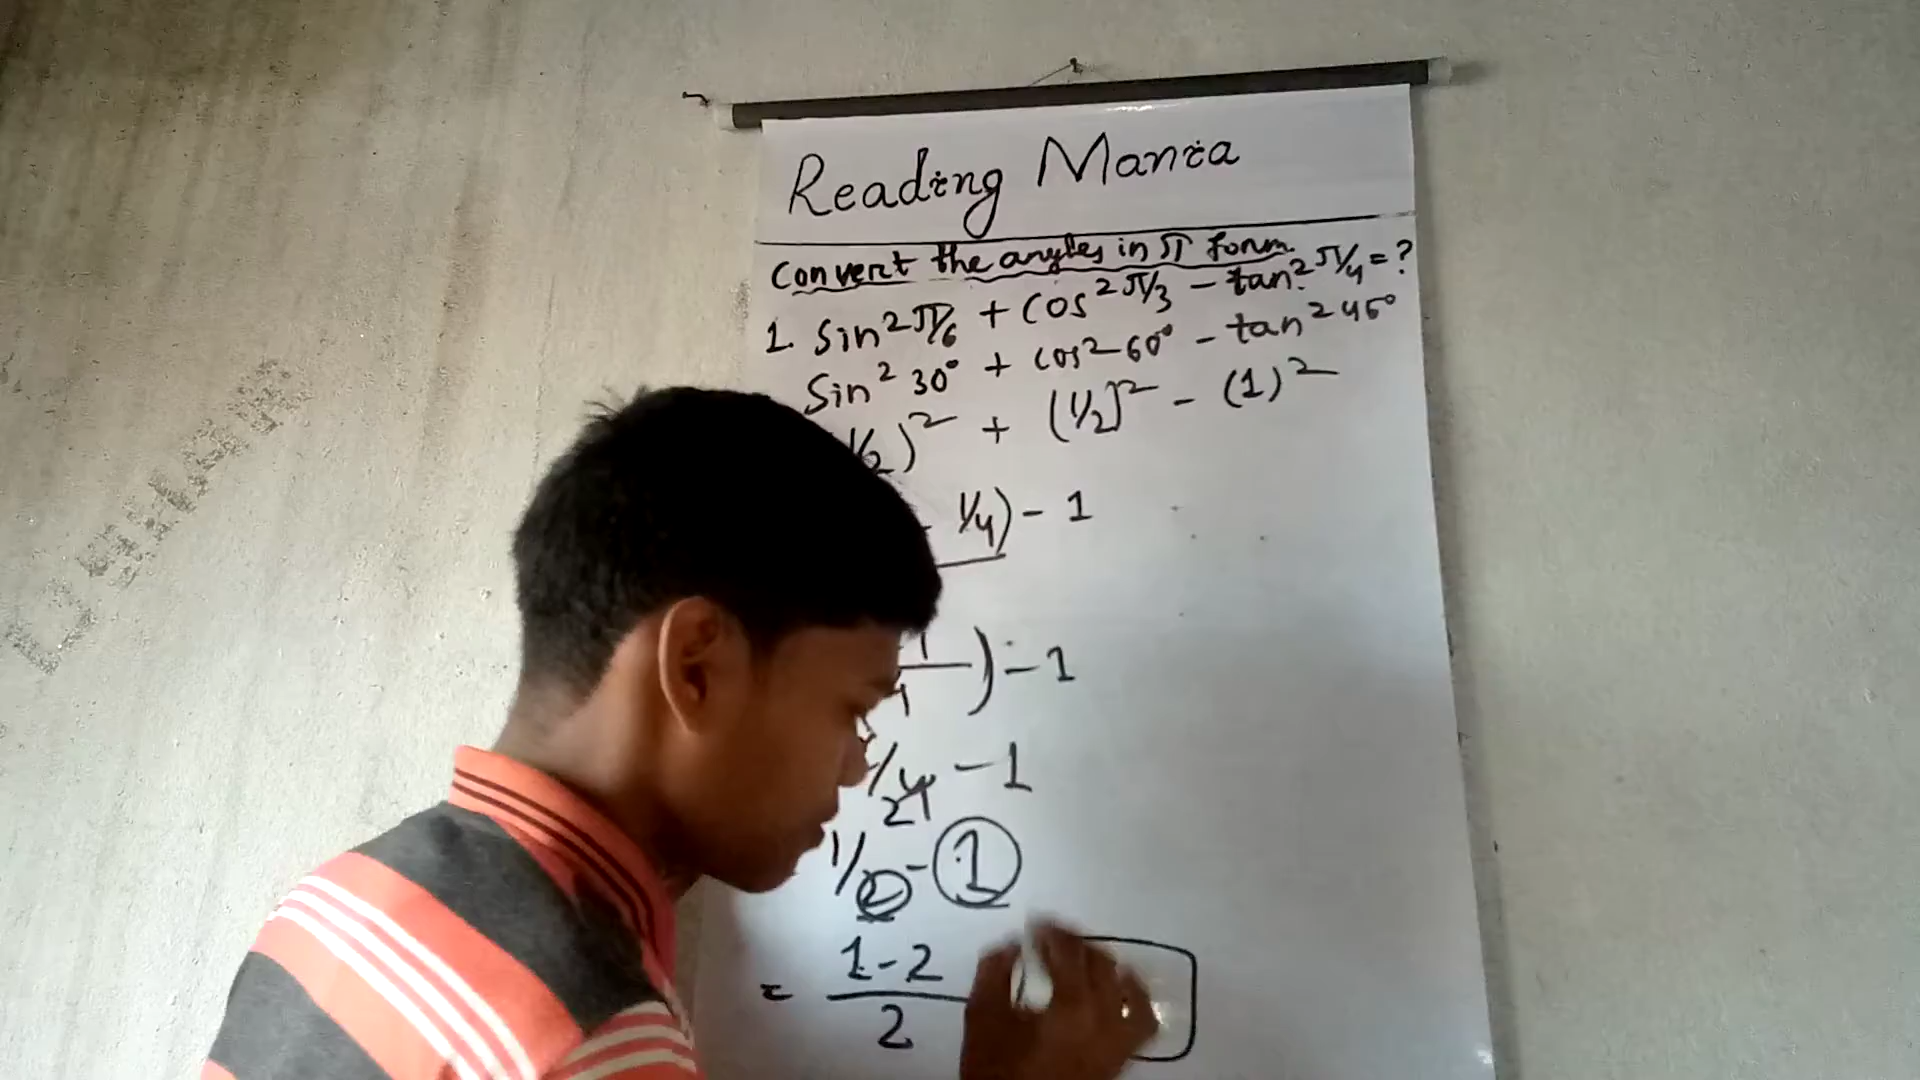 Reading Mania
Convert the angles in π form
1. Sin²π/6 + Cos²π/3 - tan²π/4 = ?
Sin² 30° + cos² 60° - tan² 45°
1/2)² + (1/2)² - (1)²
1/4) - 1
) - 1
/4 - 1
2
1/2 - 1
= 1-2
2